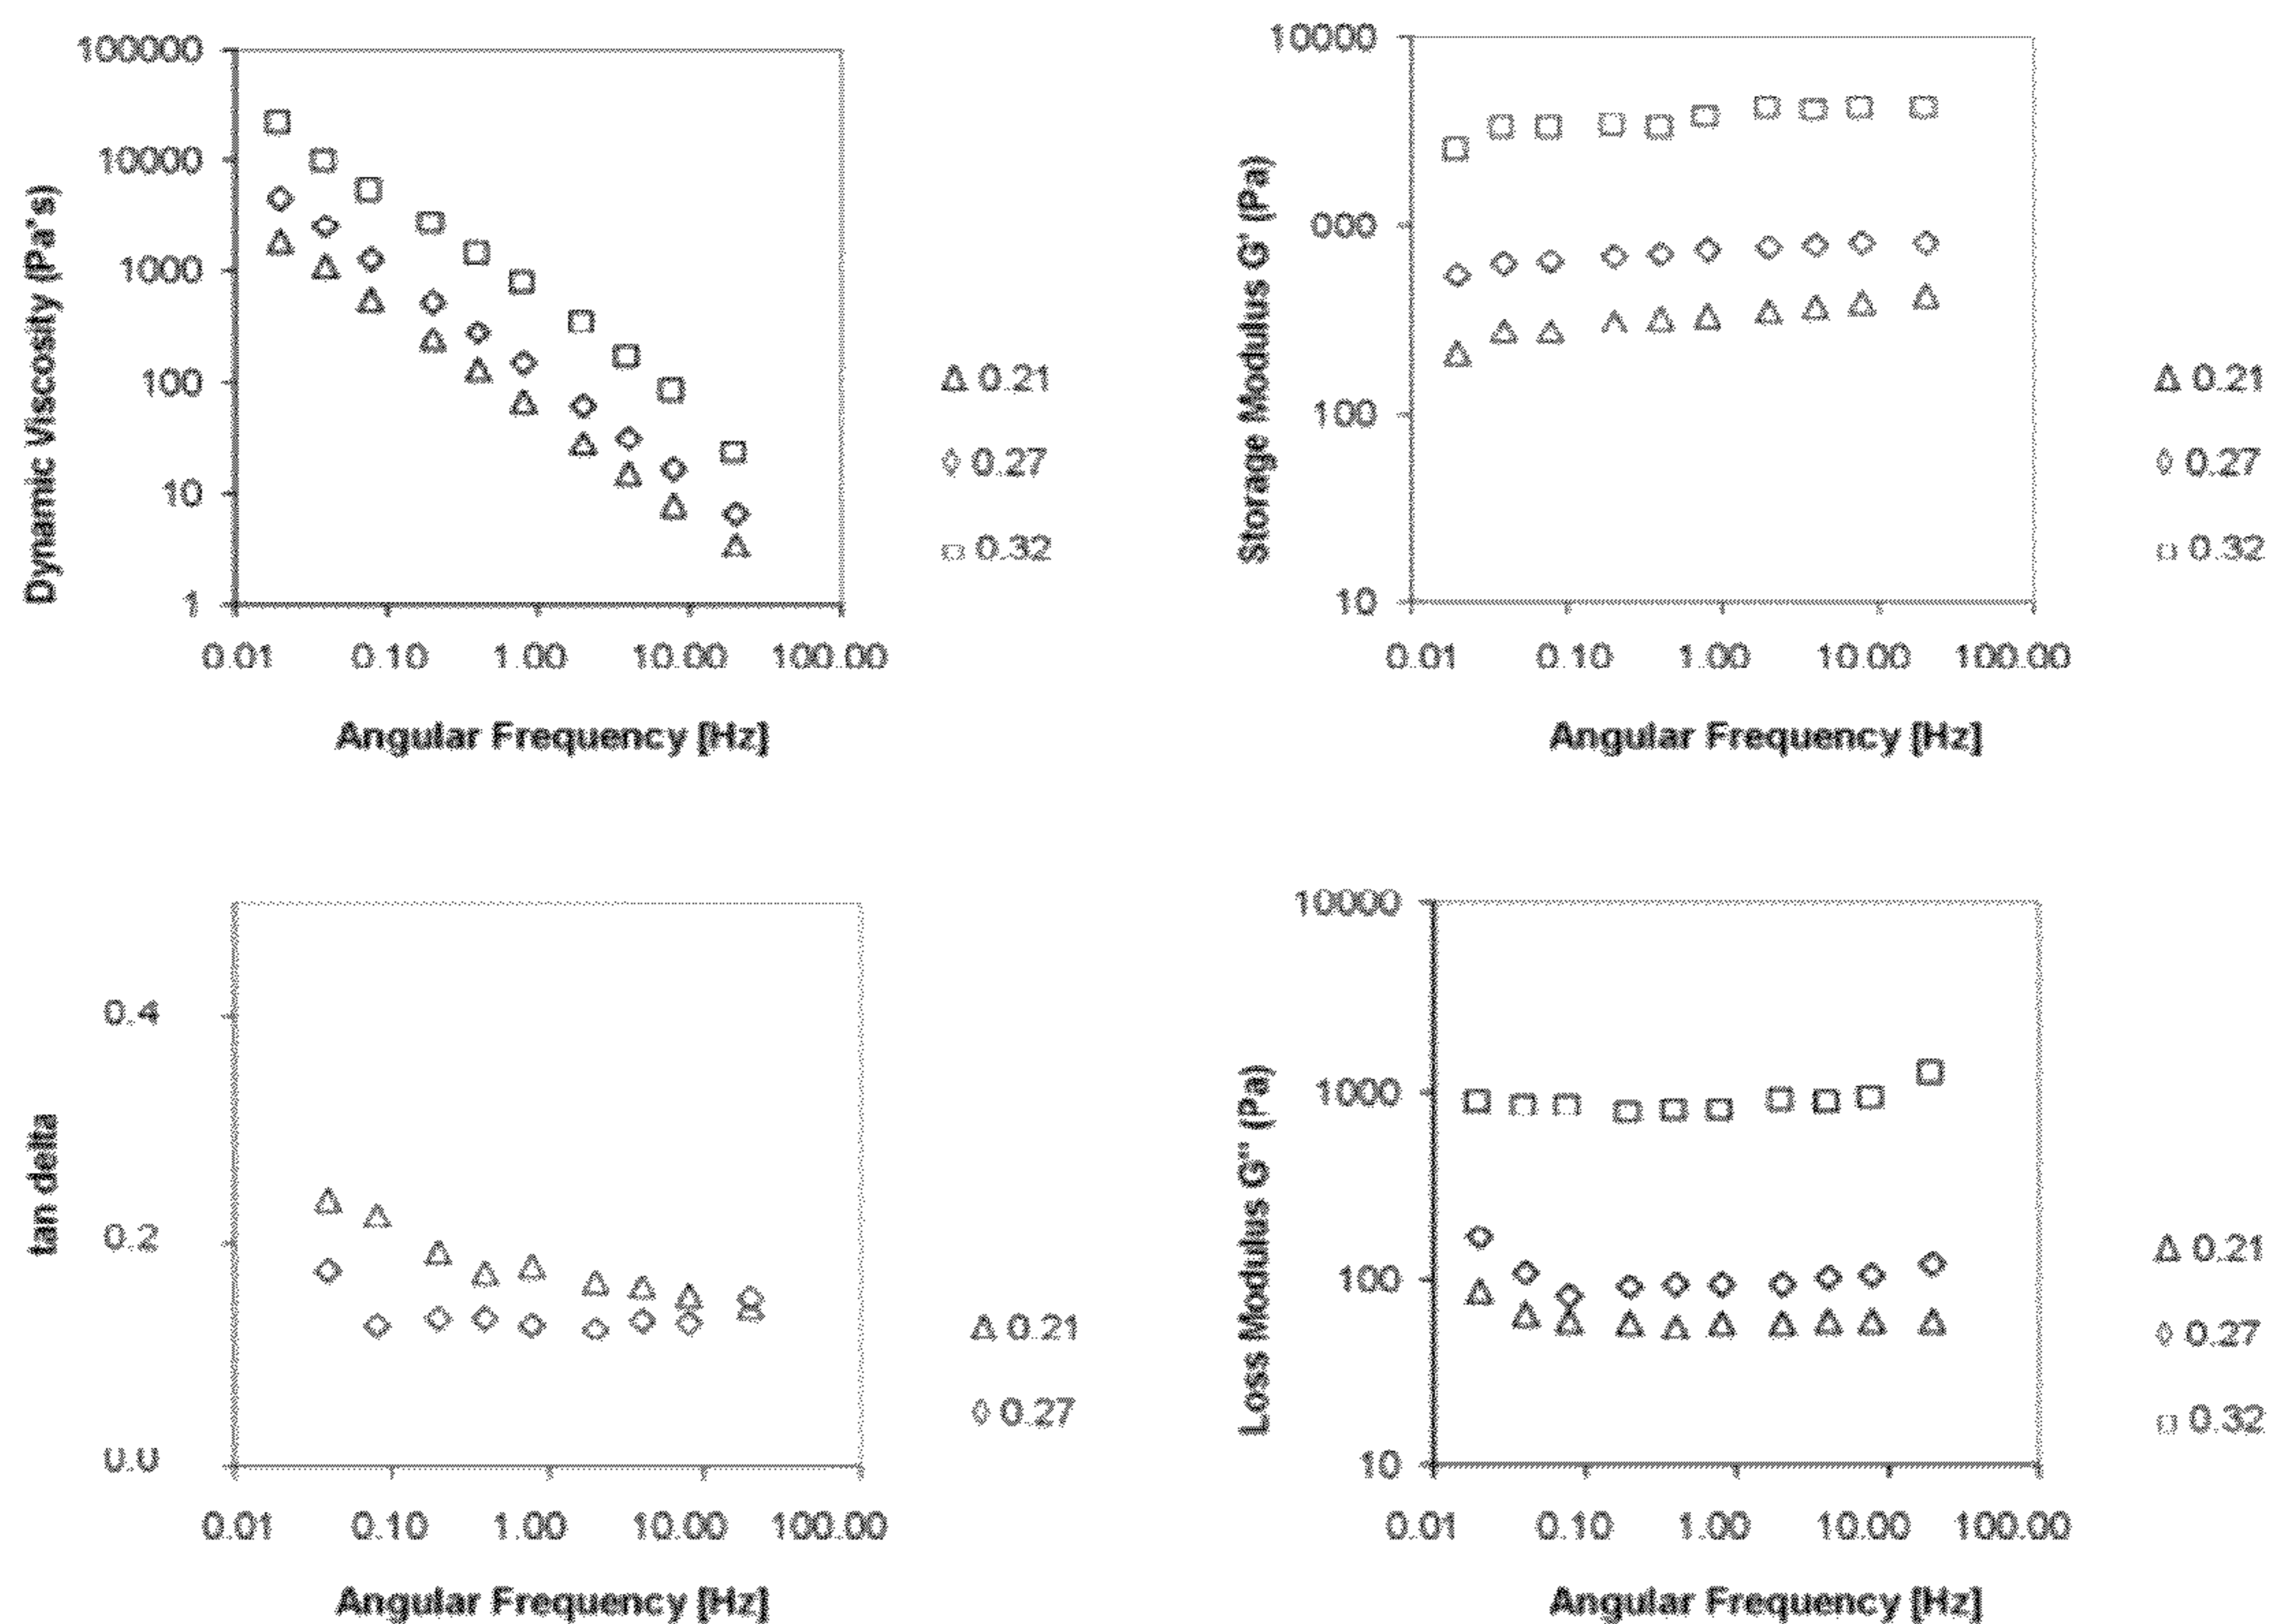 100000
10000
1000
100
10
1
Dynamic Viscosity (Pa*s)
0.01 0.10 1.00 10.00 100.00
Angular Frequency [Hz]
0.21
0.27
0.32
10000
000
100
10
Storage Modulus G' (Pa)
0.01 0.10 1.00 10.00 100.00
Angular Frequency [Hz]
0.21
0.27
0.32
0.4
0.2
0.0
tan delta
0.01 0.10 1.00 10.00 100.00
Angular Frequency [Hz]
0.21
0.27
10000
1000
100
10
Loss Modulus G'' (Pa)
0.01 0.10 1.00 10.00 100.00
Angular Frequency [Hz]
0.21
0.27
0.32